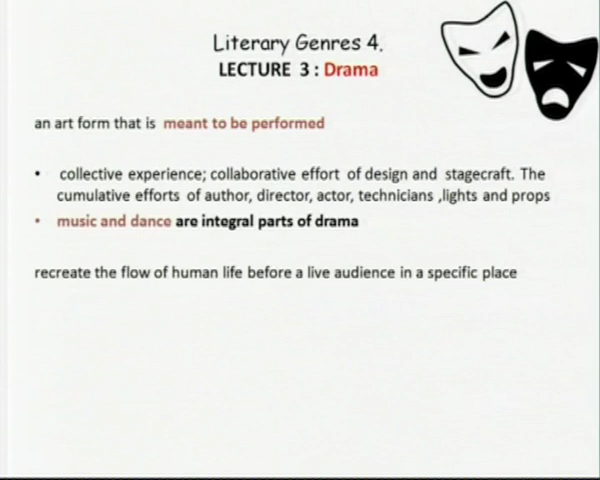 Literary Genres 4.
LECTURE 3 : Drama
an art form that is meant to be performed
• collective experience; collaborative effort of design and stagecraft. The
cumulative efforts of author, director, actor, technicians ,lights and props
• music and dance are integral parts of drama
recreate the flow of human life before a live audience in a specific place